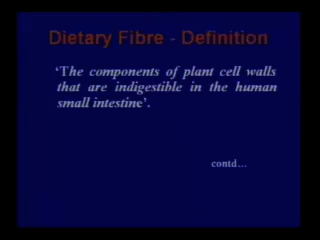 Dietary Fibre - Definition
‘The components of plant cell walls
that are indigestible in the human
small intestine’.
contd...